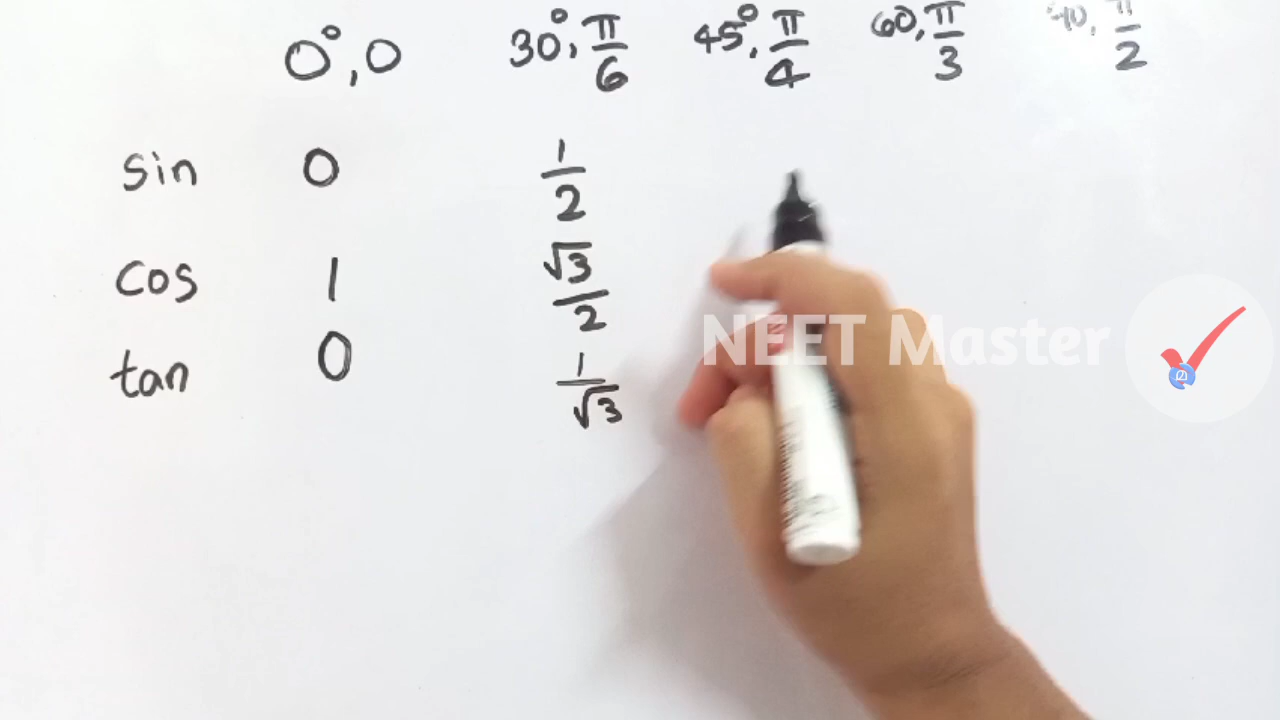 0°, 0 30°, π/6 45°, π/4 60, π/3 90, π/2
sin 0 1/2
cos 1 √3/2
NEET Master
tan 0 1/√3